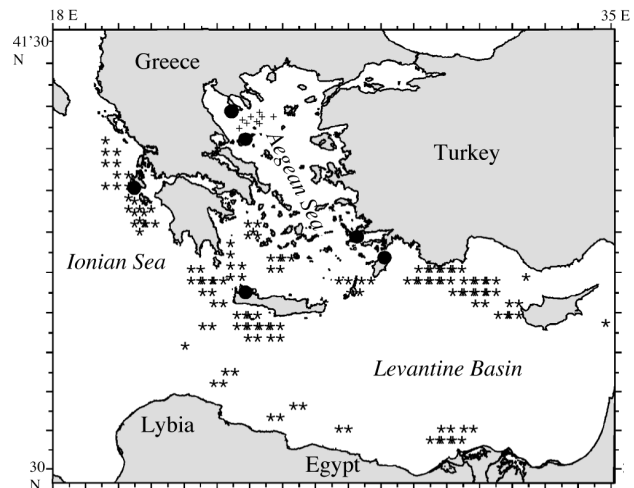 18 E
35 E
41'30
N
Greece
Turkey
Aegean Sea
Ionian Sea
Levantine Basin
Lybia
Egypt
30
N